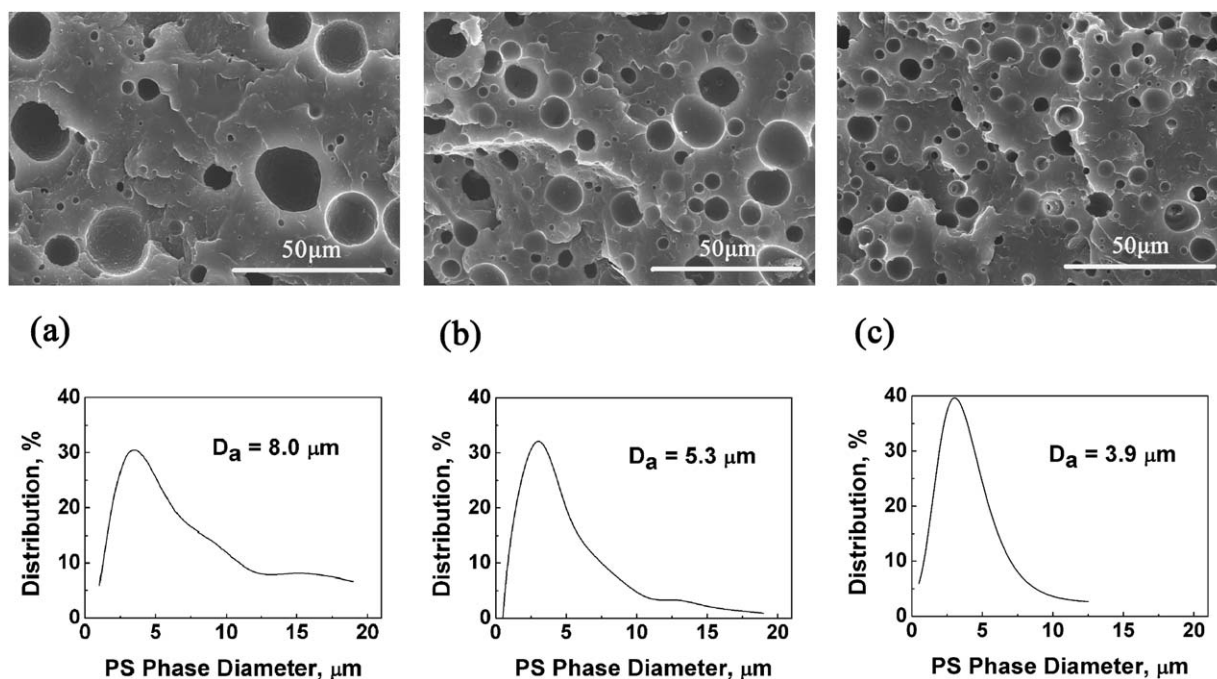 50μm
50μm
50μm
(a)
(b)
(c)
40
30
20
10
0
Distribution, %
Da = 8.0 μm
0 5 10 15 20
PS Phase Diameter, μm
40
30
20
10
0
Distribution, %
Da = 5.3 μm
0 5 10 15 20
PS Phase Diameter, μm
40
30
20
10
0
Distribution, %
Da = 3.9 μm
0 5 10 15 20
PS Phase Diameter, μm